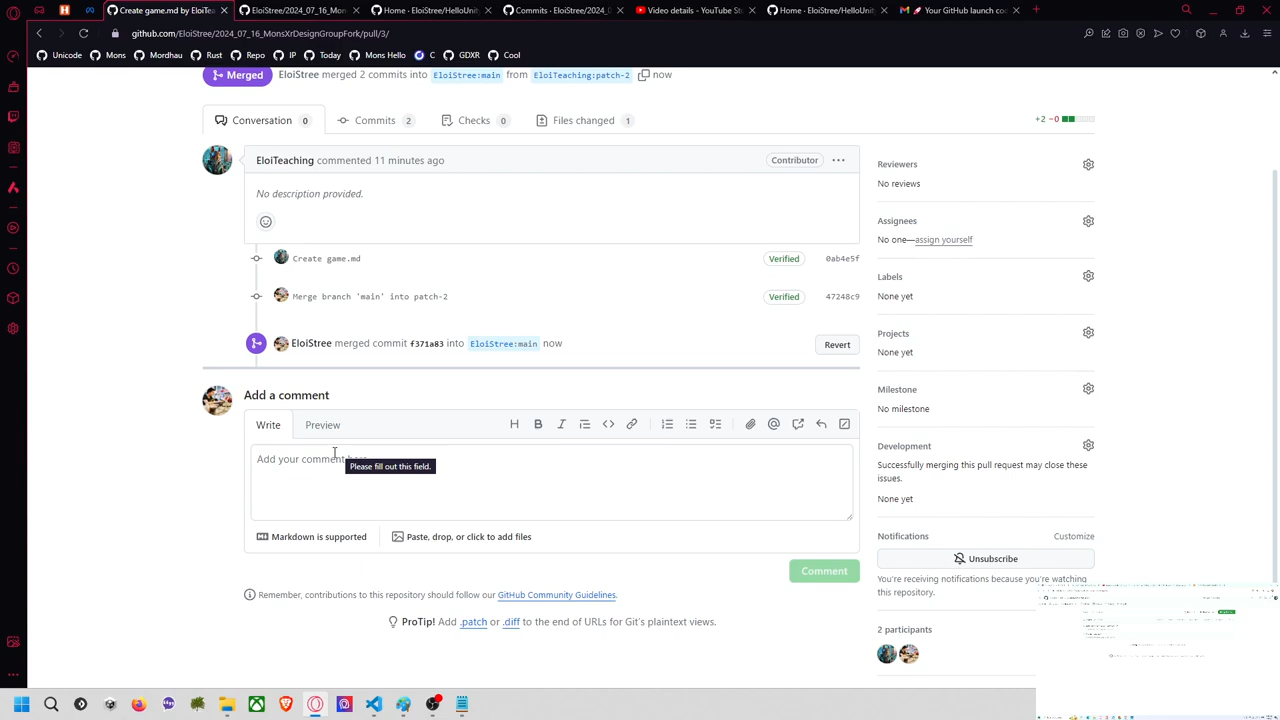 Create game.md by EloiTea
EloiStree/2024_07_16_Mons
Home · EloiStree/HelloUnity
Commits · EloiStree/2024_0
Video details - YouTube Stu
Home · EloiStree/HelloUni
Your GitHub launch co
github.com/EloiStree/2024_07_16_MonsXrDesignGroupFork/pull/3/
Unicode Mons Mordhau Rust Repo IP Today Mons Hello C GDXR Cool
Merged EloiStree merged 2 commits into EloiStree:main from EloiTeaching:patch-2 now
Conversation 0 Commits 2 Checks 0 Files changed 1 +2 −0
EloiTeaching commented 11 minutes ago Contributor
No description provided.
Create game.md Verified 0ab4e5f
Merge branch 'main' into patch-2 Verified 47248c9
EloiStree merged commit f371a83 into EloiStree:main now Revert
Add a comment
Write Preview
Add your comment
Please fill out this field.
Markdown is supported Paste, drop, or click to add files
Comment
Remember, contributions to this repository should follow our GitHub Community Guidelines.
ProTip! Add .patch or .diff to the end of URLs for Git's plaintext views.
Reviewers
No reviews
Assignees
No one—assign yourself
Labels
None yet
Projects
None yet
Milestone
No milestone
Development
Successfully merging this pull request may close these
issues.
None yet
Notifications Customize
Unsubscribe
You're receiving notifications because you're watching
this repository.
2 participants